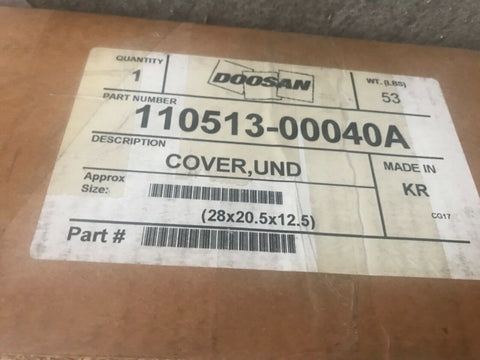 QUANTITY
1
DOOSAN
WT. (LBS)
53
PART NUMBER
110513-00040A
DESCRIPTION
COVER,UND
MADE IN
KR
Approx
Size:
(28x20.5x12.5)
CG17
Part #